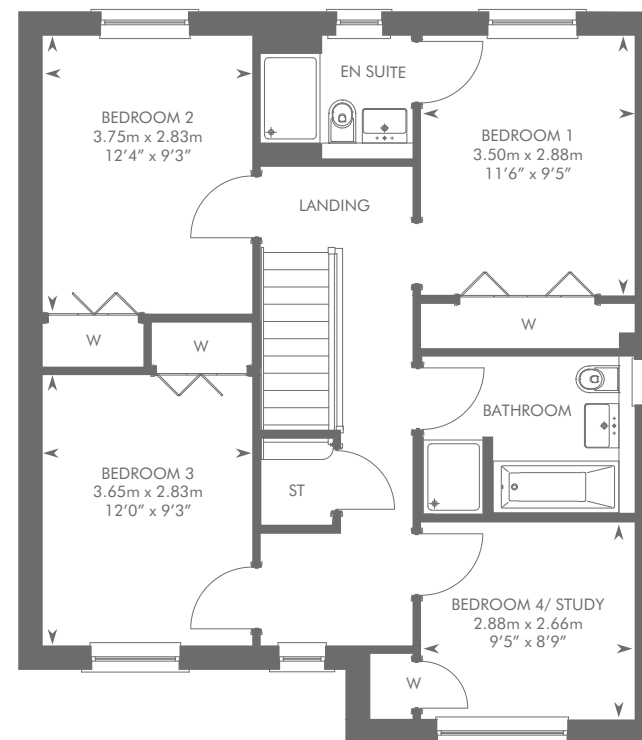 EN SUITE
BEDROOM 2
3.75m x 2.83m
12’4” x 9’3”
BEDROOM 1
3.50m x 2.88m
11’6” x 9’5”
LANDING
W
W
W
BATHROOM
BEDROOM 3
3.65m x 2.83m
12’0” x 9’3”
ST
BEDROOM 4/ STUDY
2.88m x 2.66m
9’5” x 8’9”
W